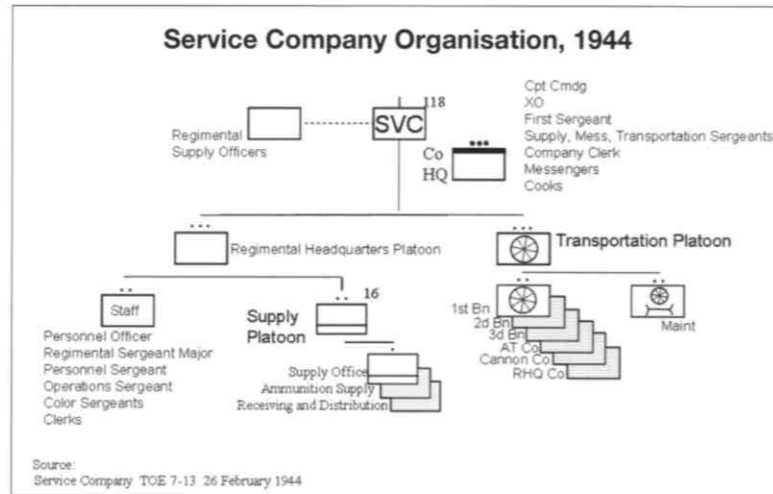 Service Company Organisation, 1944
118
SVC
Regimental
Supply Officers
Co
HQ
Cpt Cmdg
XO
First Sergeant
Supply, Mess, Transportation Sergeants
Company Clerk
Messengers
Cooks
Regimental Headquarters Platoon
Transportation Platoon
Staff
Personnel Officer
Regimental Sergeant Major
Personnel Sergeant
Operations Sergeant
Color Sergeants
Clerks
16
Supply
Platoon
Supply Office
Ammunition Supply
Receiving and Distribution
1st Bn
2d Bn
3d Bn
AT Co
Cannon Co
RHQ Co
Maint
Source:
Service Company TOE 7-13 26 February 1944